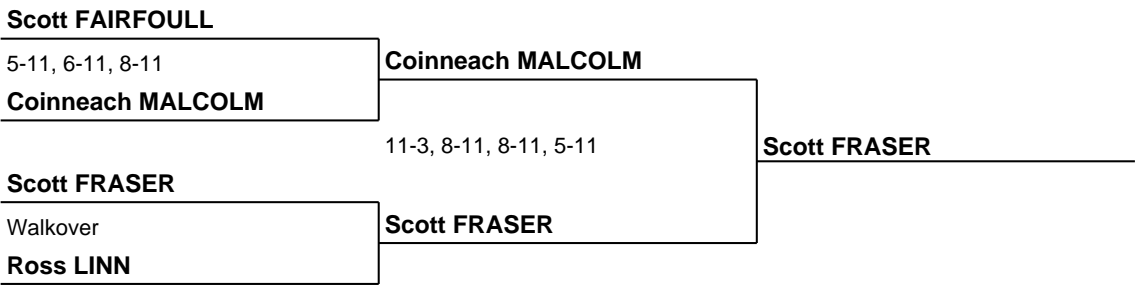 Scott FAIRFOULL
5-11, 6-11, 8-11
Coinneach MALCOLM
Coinneach MALCOLM
11-3, 8-11, 8-11, 5-11
Scott FRASER
Scott FRASER
Walkover
Scott FRASER
Ross LINN